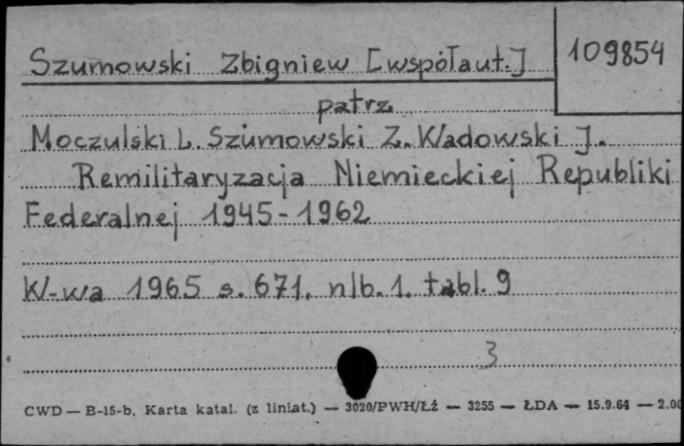 Szumowski Zbigniew [współaut.] 109854
patrz
Moczulski L. Szumowski Z. Wadowski J.
Remilitaryzacja Niemieckiej Republiki
Federalnej 1945-1962
W-wa 1965 s. 671. nlb. 1. tabl. 9
3
CWD — B-15-b. Karta katal. (z liniat.) — 3020/PWH/Łź — 3255 — ŁDA — 15.9.64 — 2.00